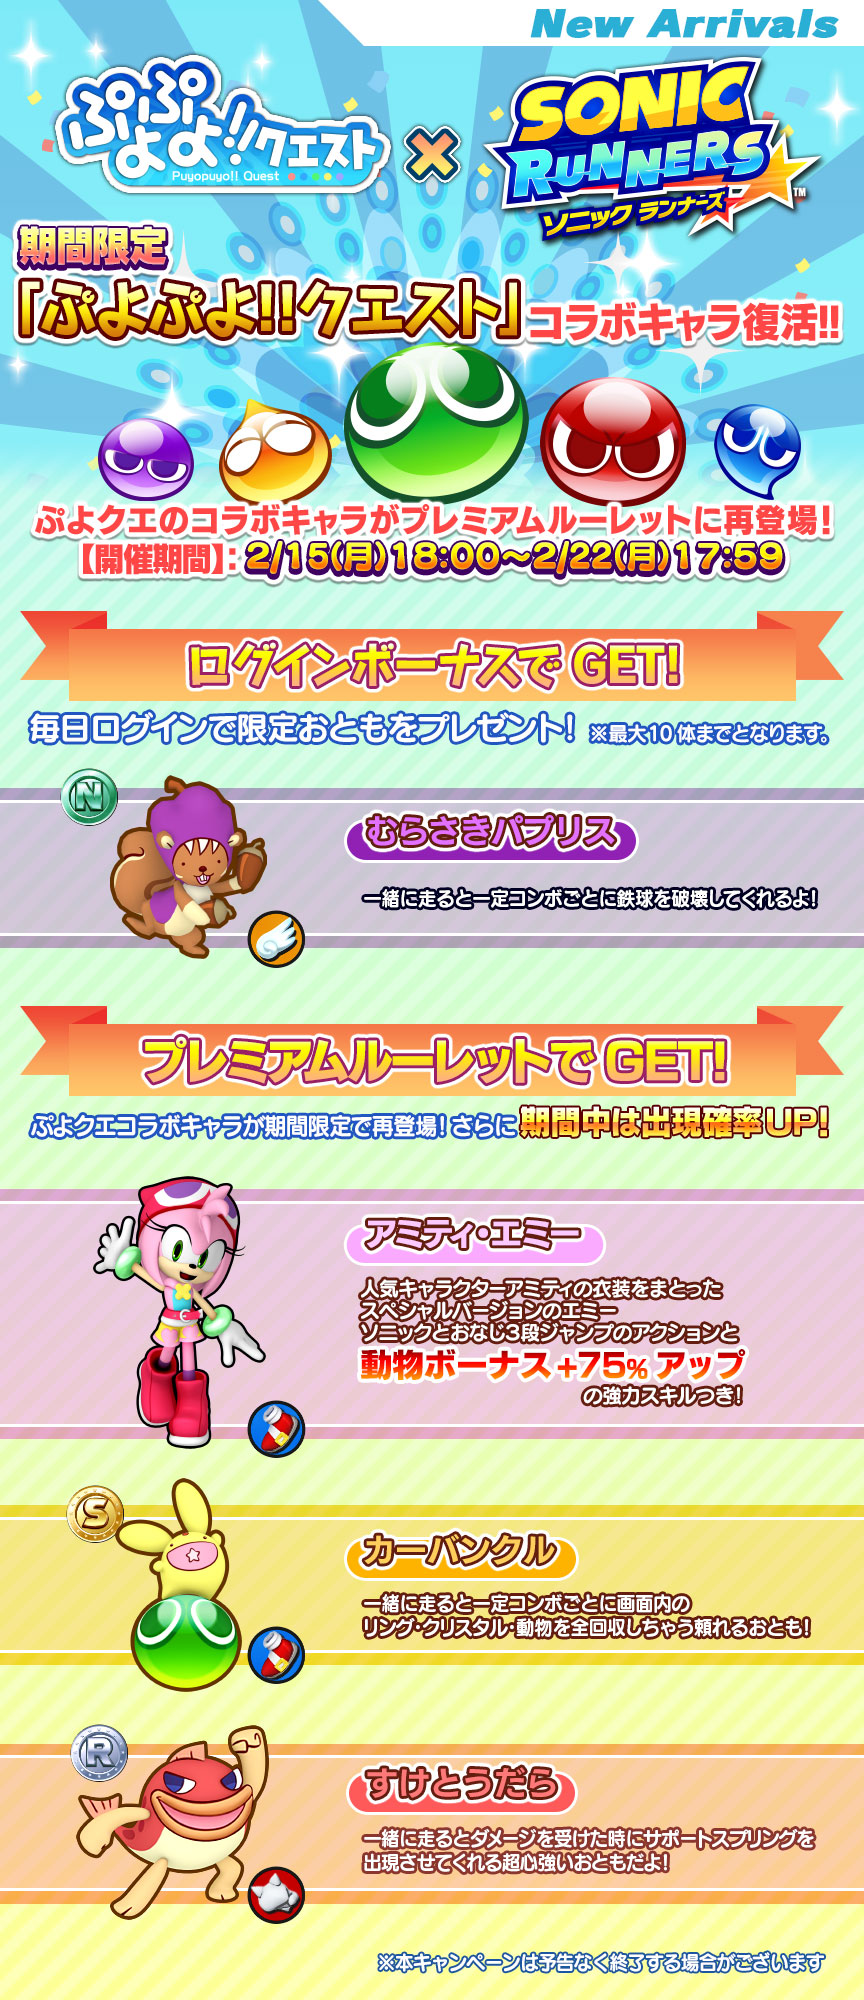 New Arrivals
ぷよぷよ!!クエスト
Puyopuyo!! Quest
×
SONIC
RUNNERS
ソニック ランナーズ
TM
期間限定
「ぷよぷよ!!クエスト」コラボキャラ復活!!
ぷよクエのコラボキャラがプレミアムルーレットに再登場!
【開催期間】: 2/15(月)18:00～2/22(月)17:59
ログインボーナスでGET!
毎日ログインで限定おともをプレゼント! ※最大10体までとなります。
N
むらさきパプリス
一緒に走ると一定コンボごとに鉄球を破壊してくれるよ!
プレミアムルーレットでGET!
ぷよクエコラボキャラが期間限定で再登場! さらに 期間中は出現確率UP!
アミティ・エミー
人気キャラクターアミティの衣装をまとった
スペシャルバージョンのエミー
ソニックとおなじ3段ジャンプのアクションと
動物ボーナス+75%アップ
の強力スキルつき!
S
カーバンクル
一緒に走ると一定コンボごとに画面内の
リング・クリスタル・動物を全回収しちゃう頼れるおとも!
R
すけとうだら
一緒に走るとダメージを受けた時にサポートスプリングを
出現させてくれる超心強いおともだよ!
※本キャンペーンは予告なく終了する場合がございます